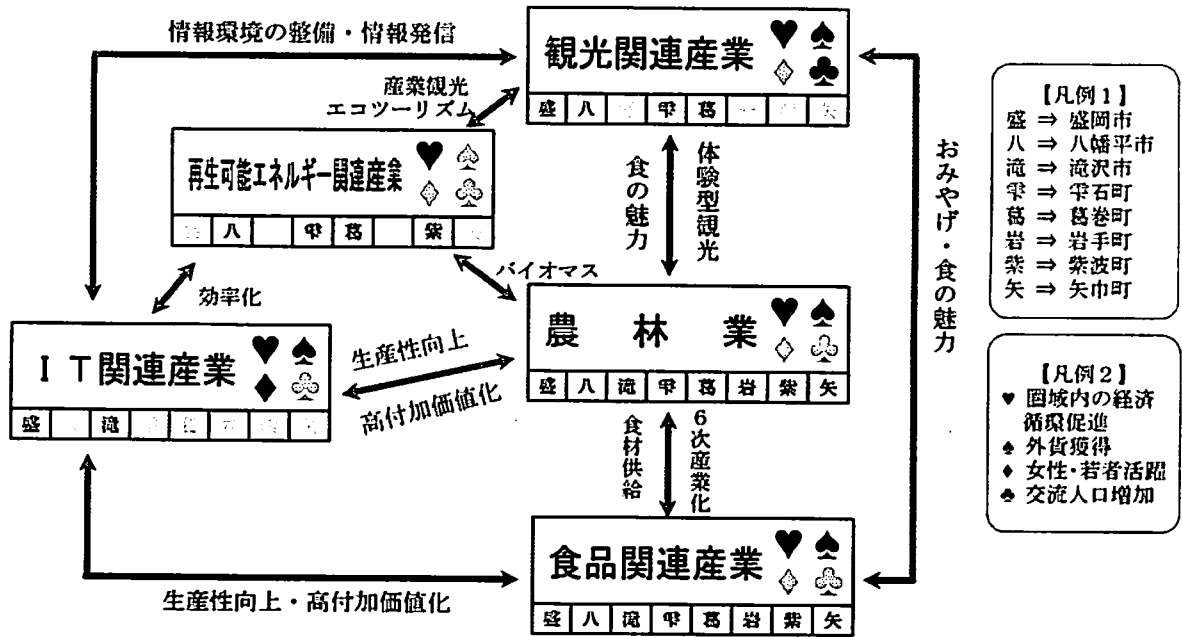 情報環境の整備・情報発信
観光関連産業 ♥ ♠ ♦ ♣
盛 八 雫 葛
産業観光
エコツーリズム
再生可能エネルギー関連産業 ♥ ♠ ♦ ♣
八 雫 葛 紫
食の魅力
体験型観光
おみやげ・食の魅力
バイオマス
効率化
IT関連産業 ♥ ♠ ♦ ♣
盛 滝
生産性向上
高付加価値化
農林業 ♥ ♠ ♦ ♣
盛 八 滝 雫 葛 岩 紫 矢
食材供給
6次産業化
食品関連産業 ♥ ♠ ♦ ♣
盛 八 滝 雫 葛 岩 紫 矢
生産性向上・高付加価値化
【凡例1】
盛 ⇒ 盛岡市
八 ⇒ 八幡平市
滝 ⇒ 滝沢市
雫 ⇒ 雫石町
葛 ⇒ 葛巻町
岩 ⇒ 岩手町
紫 ⇒ 紫波町
矢 ⇒ 矢巾町
【凡例2】
♥ 圏域内の経済
循環促進
♠ 外貨獲得
♦ 女性・若者活躍
♣ 交流人口増加